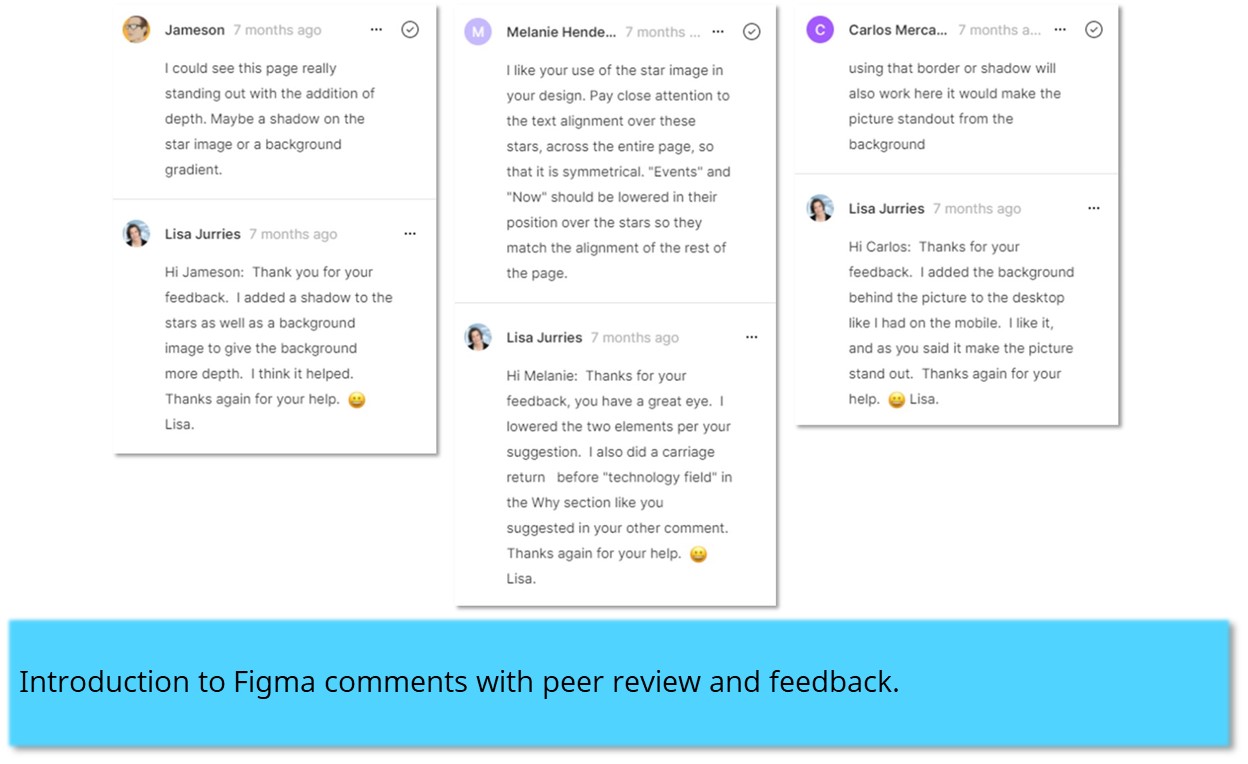 Jameson 7 months ago
I could see this page really
standing out with the addition of
depth. Maybe a shadow on the
star image or a background
gradient.
Lisa Jurries 7 months ago
Hi Jameson:  Thank you for your
feedback.  I added a shadow to the
stars as well as a background
image to give the background
more depth.  I think it helped.
Thanks again for your help.  😀
Lisa.
M Melanie Hende... 7 months ...
I like your use of the star image in
your design. Pay close attention to
the text alignment over these
stars, across the entire page, so
that it is symmetrical. "Events" and
"Now" should be lowered in their
position over the stars so they
match the alignment of the rest of
the page.
Lisa Jurries 7 months ago
Hi Melanie:  Thanks for your
feedback, you have a great eye.  I
lowered the two elements per your
suggestion.  I also did a carriage
return   before "technology field" in
the Why section like you
suggested in your other comment.
Thanks again for your help.  😀
Lisa.
C Carlos Merca... 7 months a...
using that border or shadow will
also work here it would make the
picture standout from the
background
Lisa Jurries 7 months ago
Hi Carlos:  Thanks for your
feedback.  I added the background
behind the picture to the desktop
like I had on the mobile.  I like it,
and as you said it make the picture
stand out.  Thanks again for your
help.  😀 Lisa.
Introduction to Figma comments with peer review and feedback.